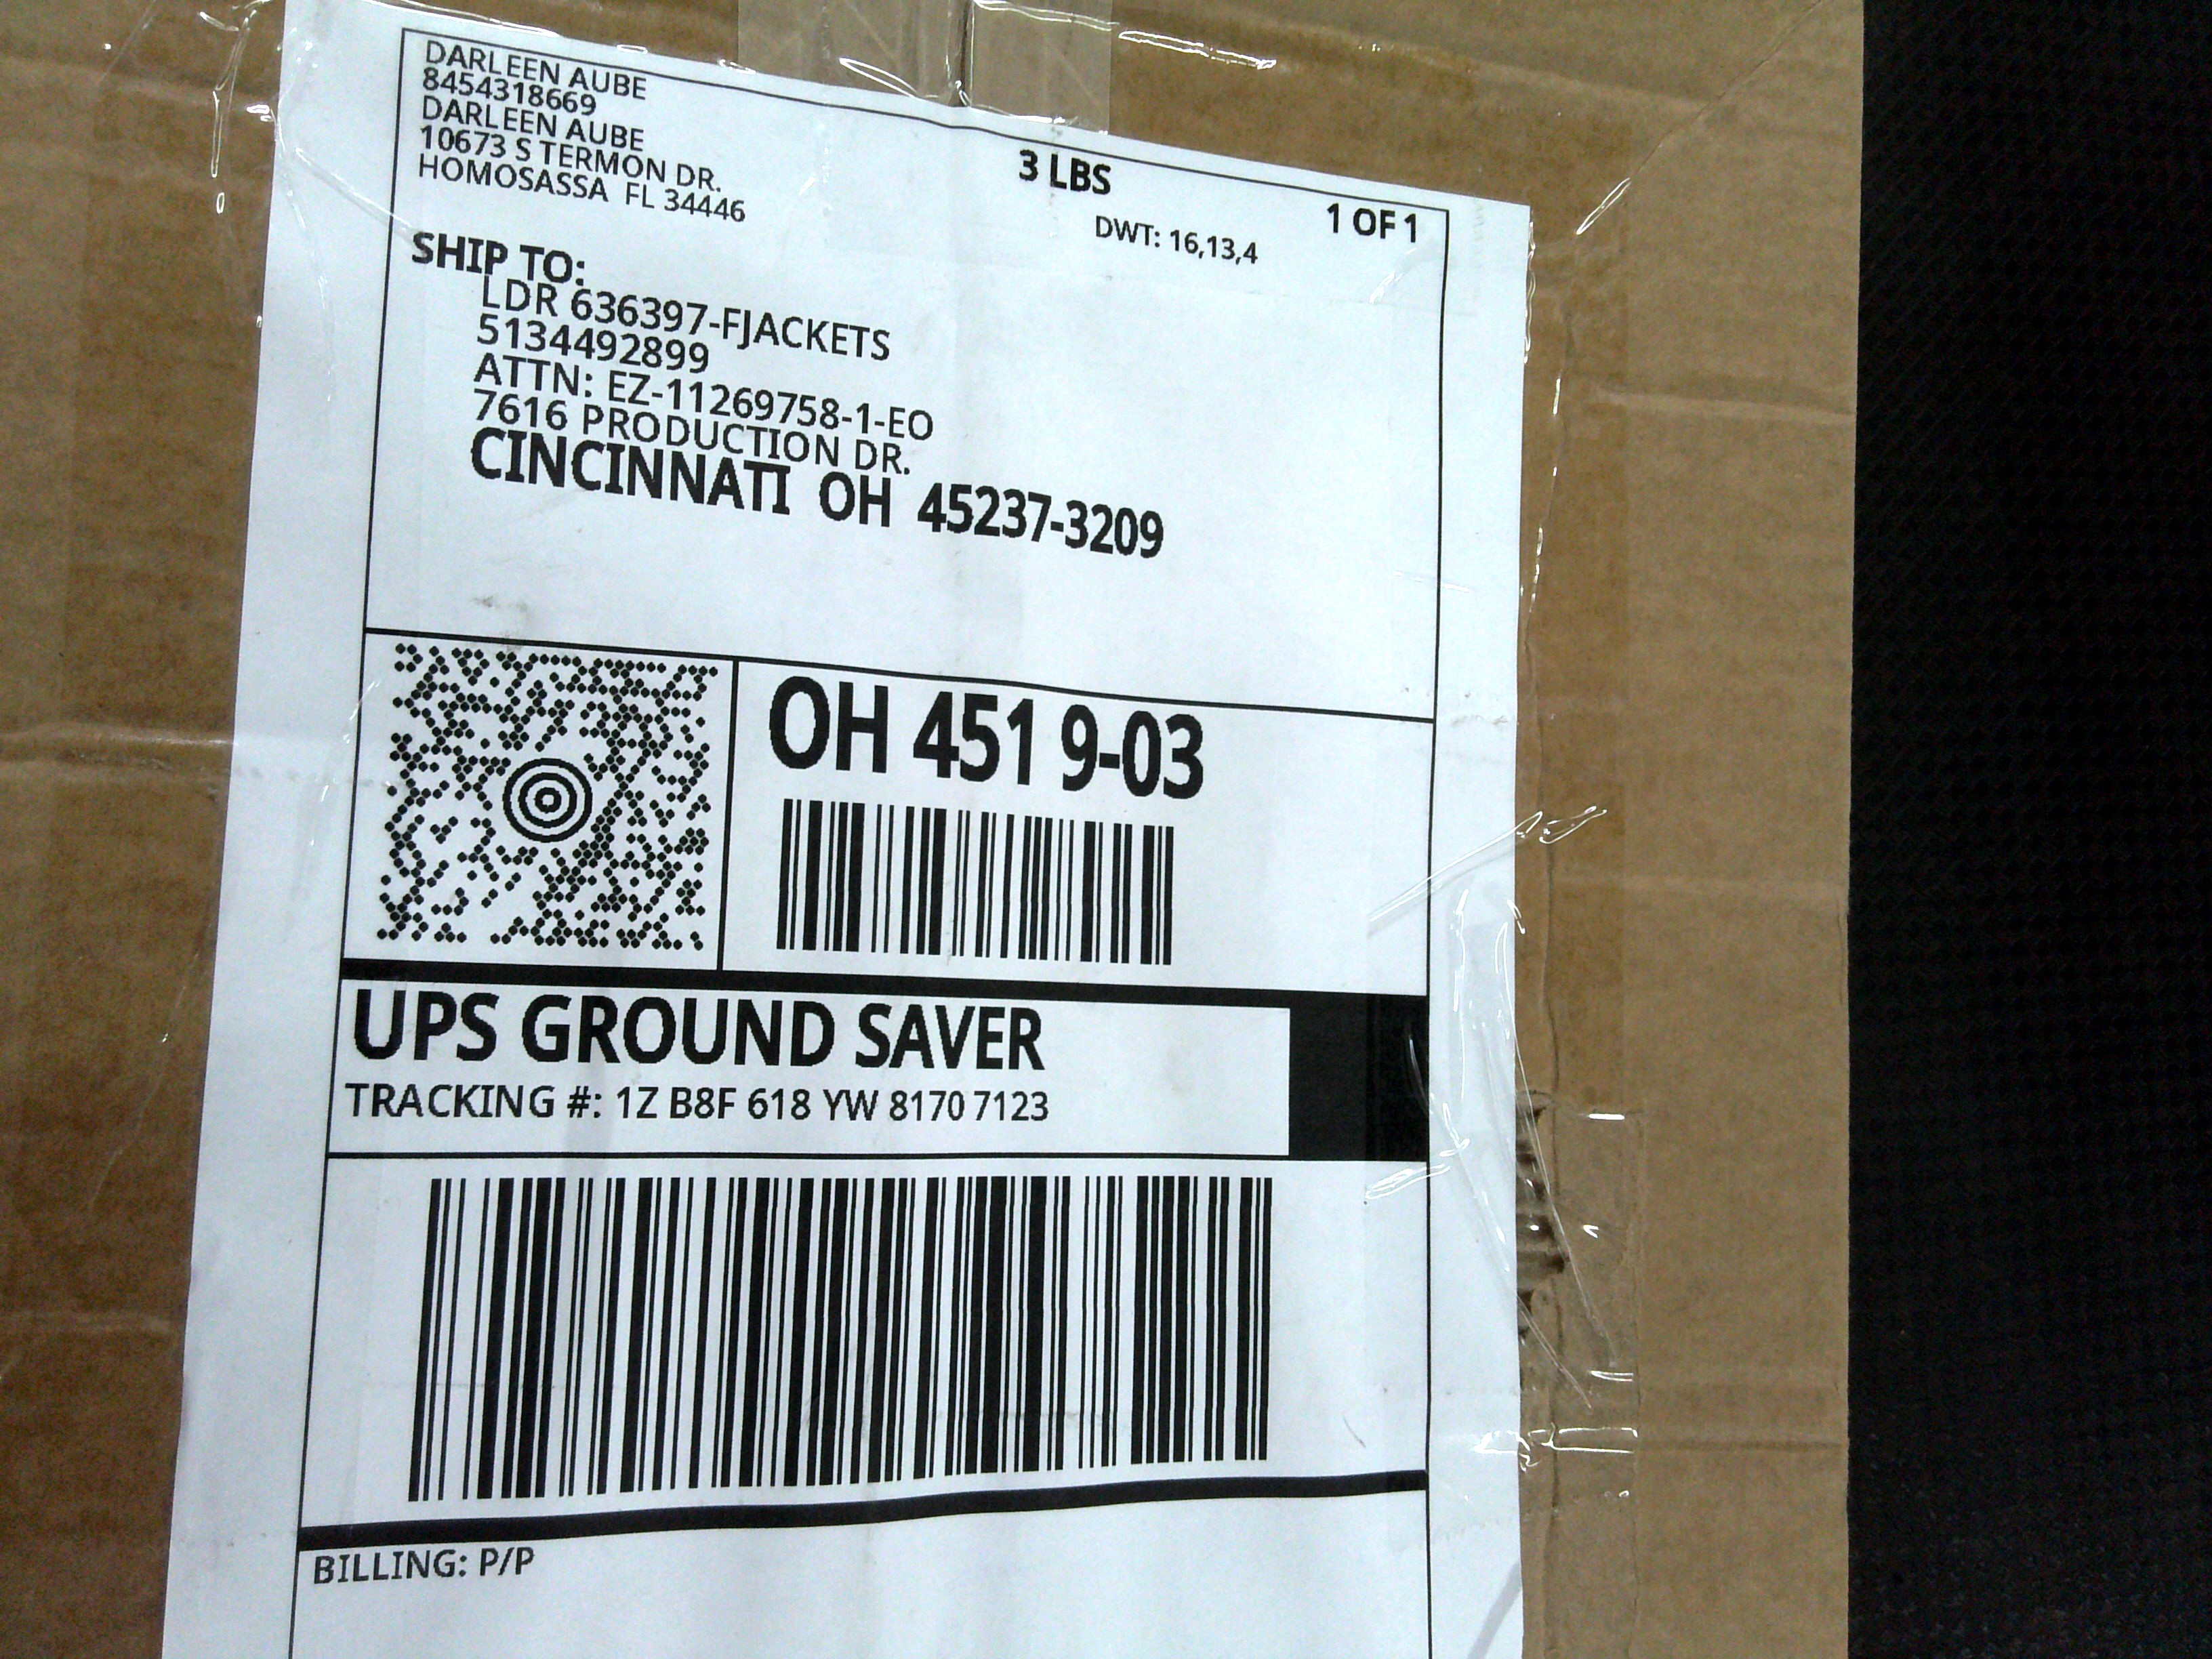 DARLEEN AUBE
8454318669
DARLEEN AUBE
10673 S TERMON DR.
HOMOSASSA FL 34446
3 LBS
1 OF 1
DWT: 16,13,4
SHIP TO:
LDR 636397-FJACKETS
5134492899
ATTN: EZ-11269758-1-EO
7616 PRODUCTION DR.
CINCINNATI OH 45237-3209
OH 451 9-03
UPS GROUND SAVER
TRACKING #: 1Z B8F 618 YW 8170 7123
BILLING: P/P